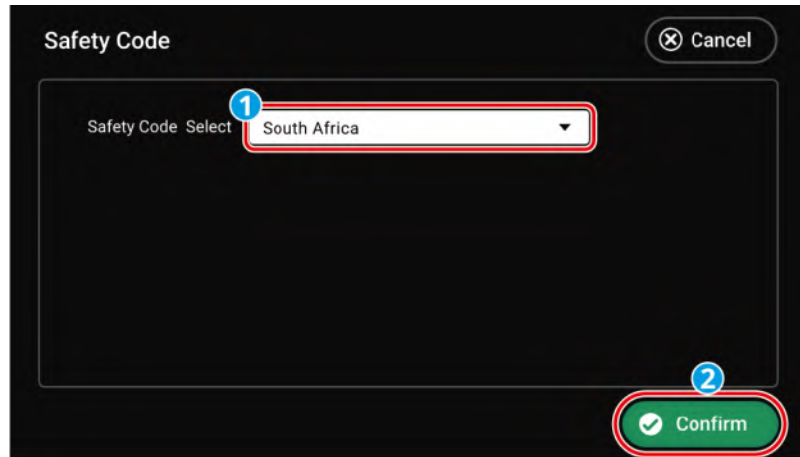 Safety Code
Cancel
1
Safety Code Select
South Africa
2
Confirm